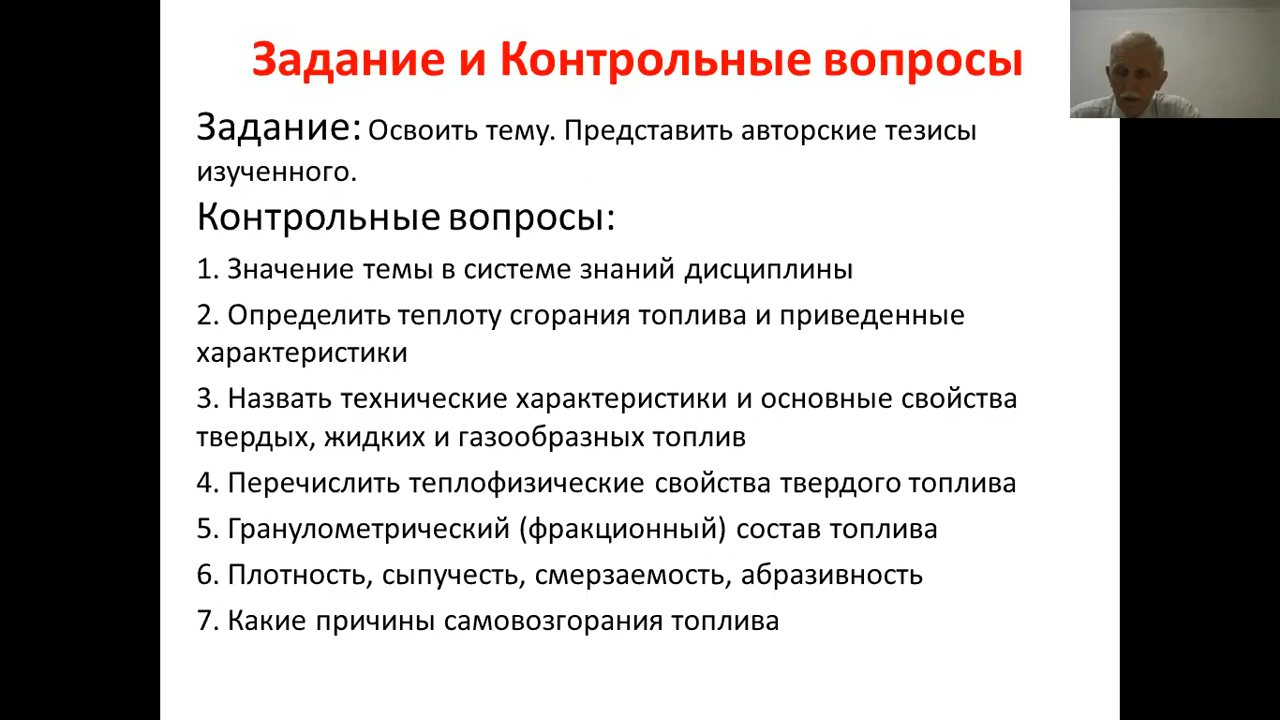 Задание и Контрольные вопросы
Задание: Освоить тему. Представить авторские тезисы
изученного.
Контрольные вопросы:
1. Значение темы в системе знаний дисциплины
2. Определить теплоту сгорания топлива и приведенные
характеристики
3. Назвать технические характеристики и основные свойства
твердых, жидких и газообразных топлив
4. Перечислить теплофизические свойства твердого топлива
5. Гранулометрический (фракционный) состав топлива
6. Плотность, сыпучесть, смерзаемость, абразивность
7. Какие причины самовозгорания топлива